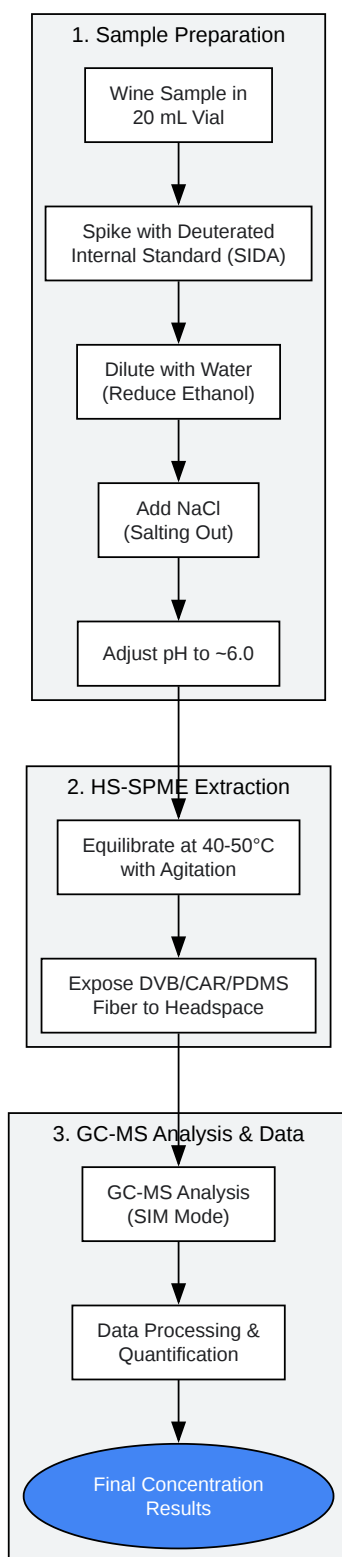 1. Sample Preparation
Wine Sample in
20 mL Vial
Spike with Deuterated
Internal Standard (SIDA)
Dilute with Water
(Reduce Ethanol)
Add NaCl
(Salting Out)
Adjust pH to ~6.0
2. HS-SPME Extraction
Equilibrate at 40-50°C
with Agitation
Expose DVB/CAR/PDMS
Fiber to Headspace
3. GC-MS Analysis & Data
GC-MS Analysis
(SIM Mode)
Data Processing &
Quantification
Final Concentration
Results